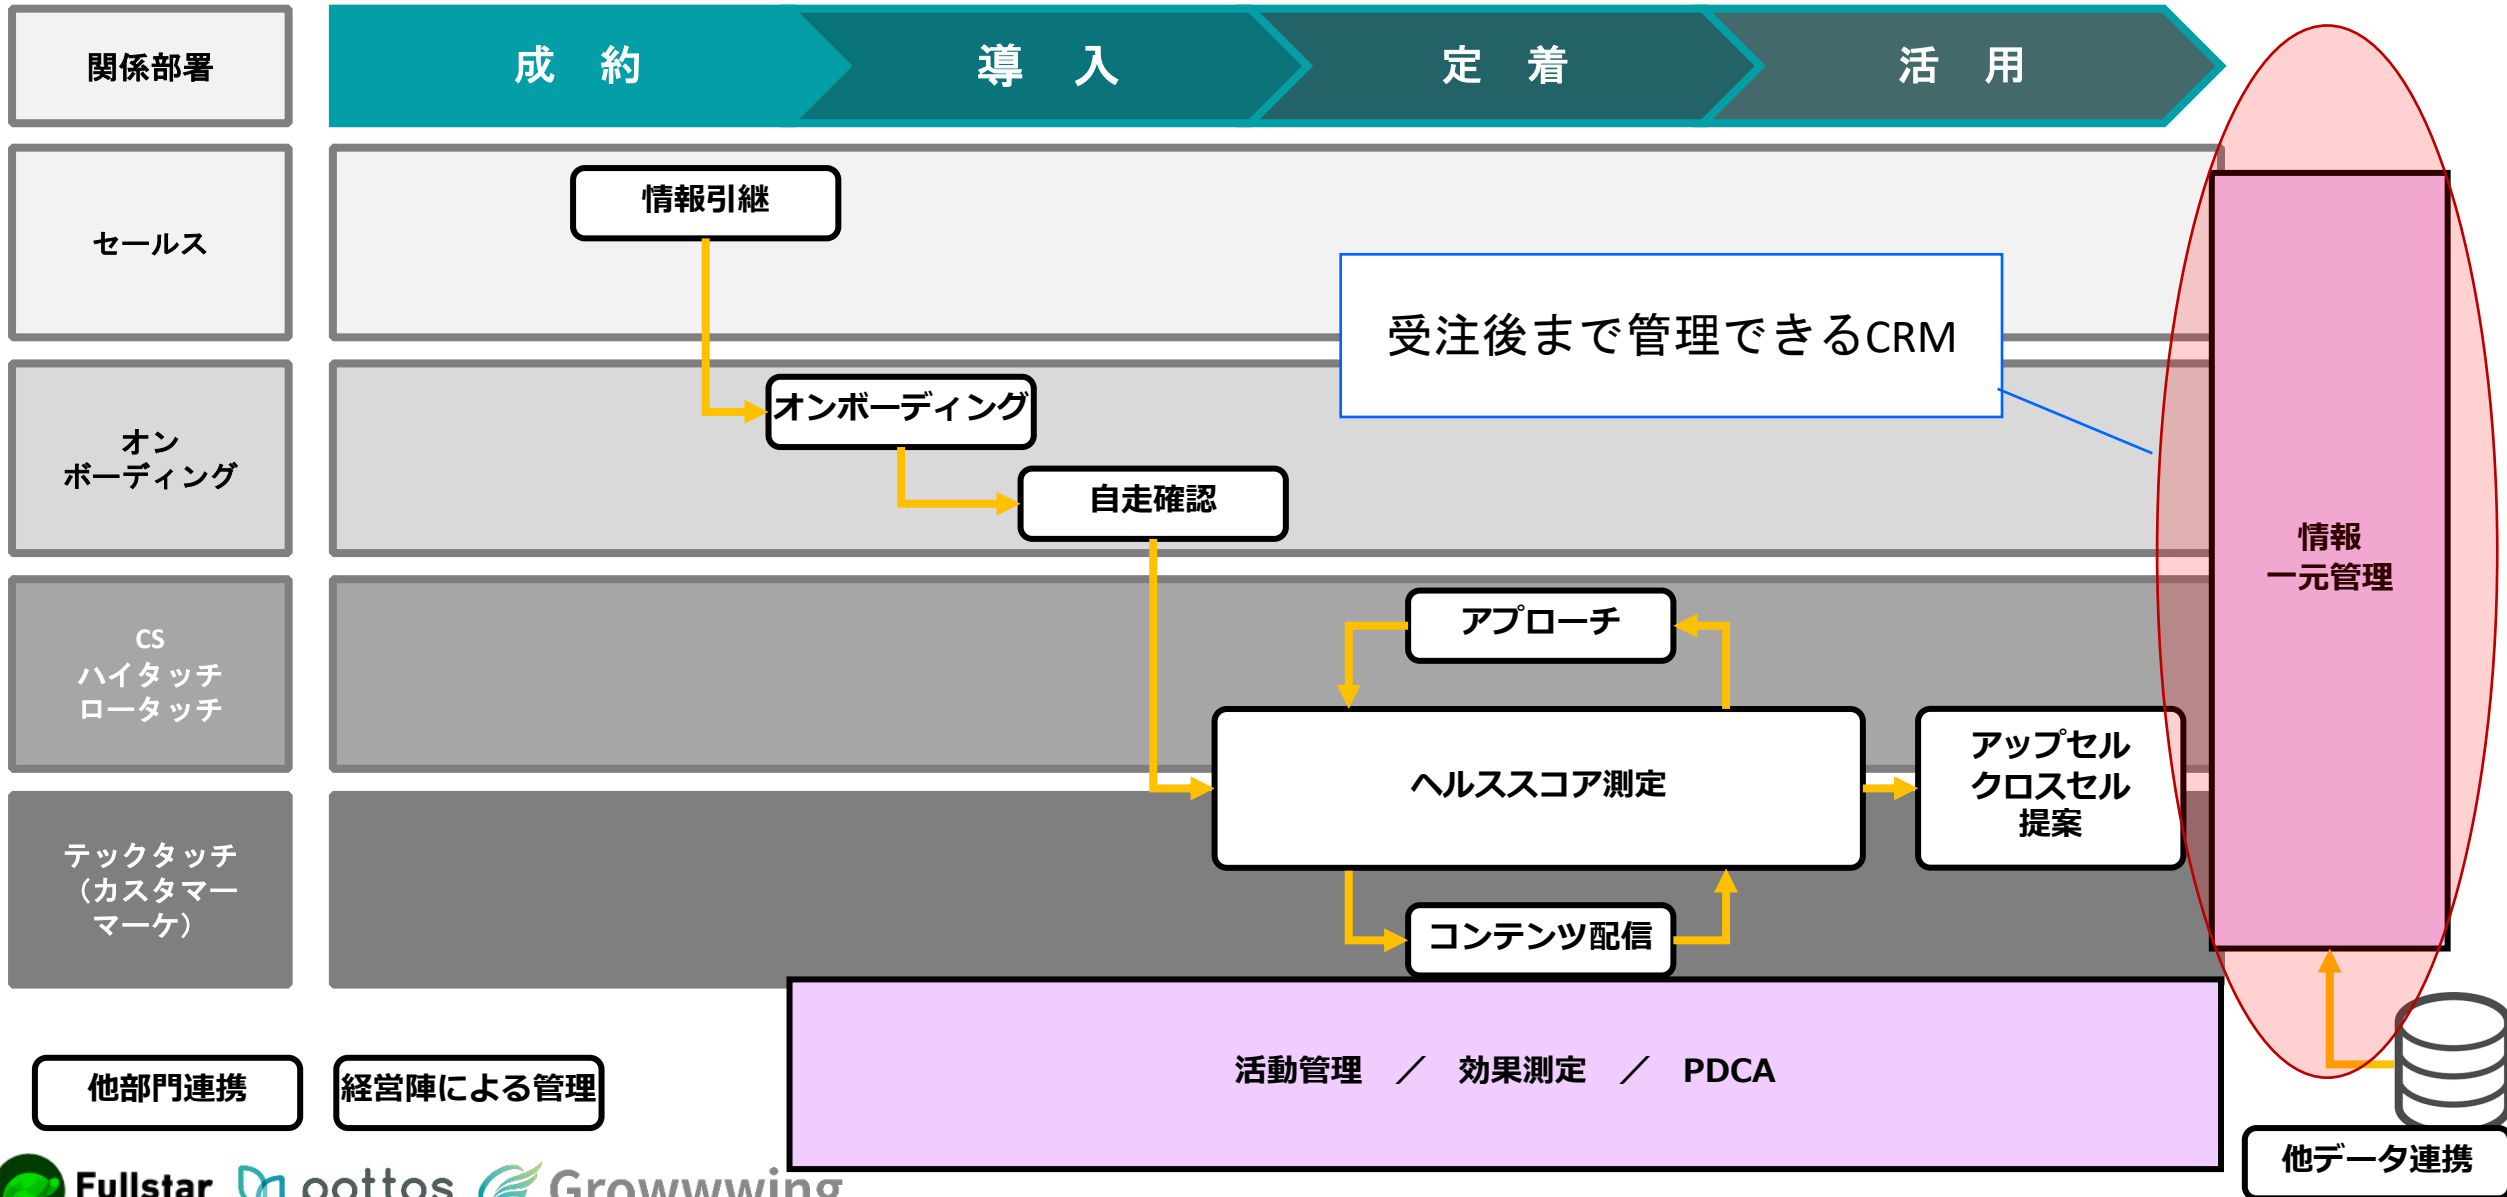 関係部署
成　約
導　入
定　着
活　用
セールス
情報引継
受注後まで管理できるCRM
オン
ボーディング
オンボーディング
自走確認
情報
一元管理
CS
ハイタッチ
ロータッチ
アプローチ
ヘルススコア測定
アップセル
クロスセル
提案
テックタッチ
（カスタマー
マーケ）
コンテンツ配信
活動管理　／　効果測定　／　PDCA
他部門連携
経営陣による管理
他データ連携
Fullstar
pottos
Growwwing